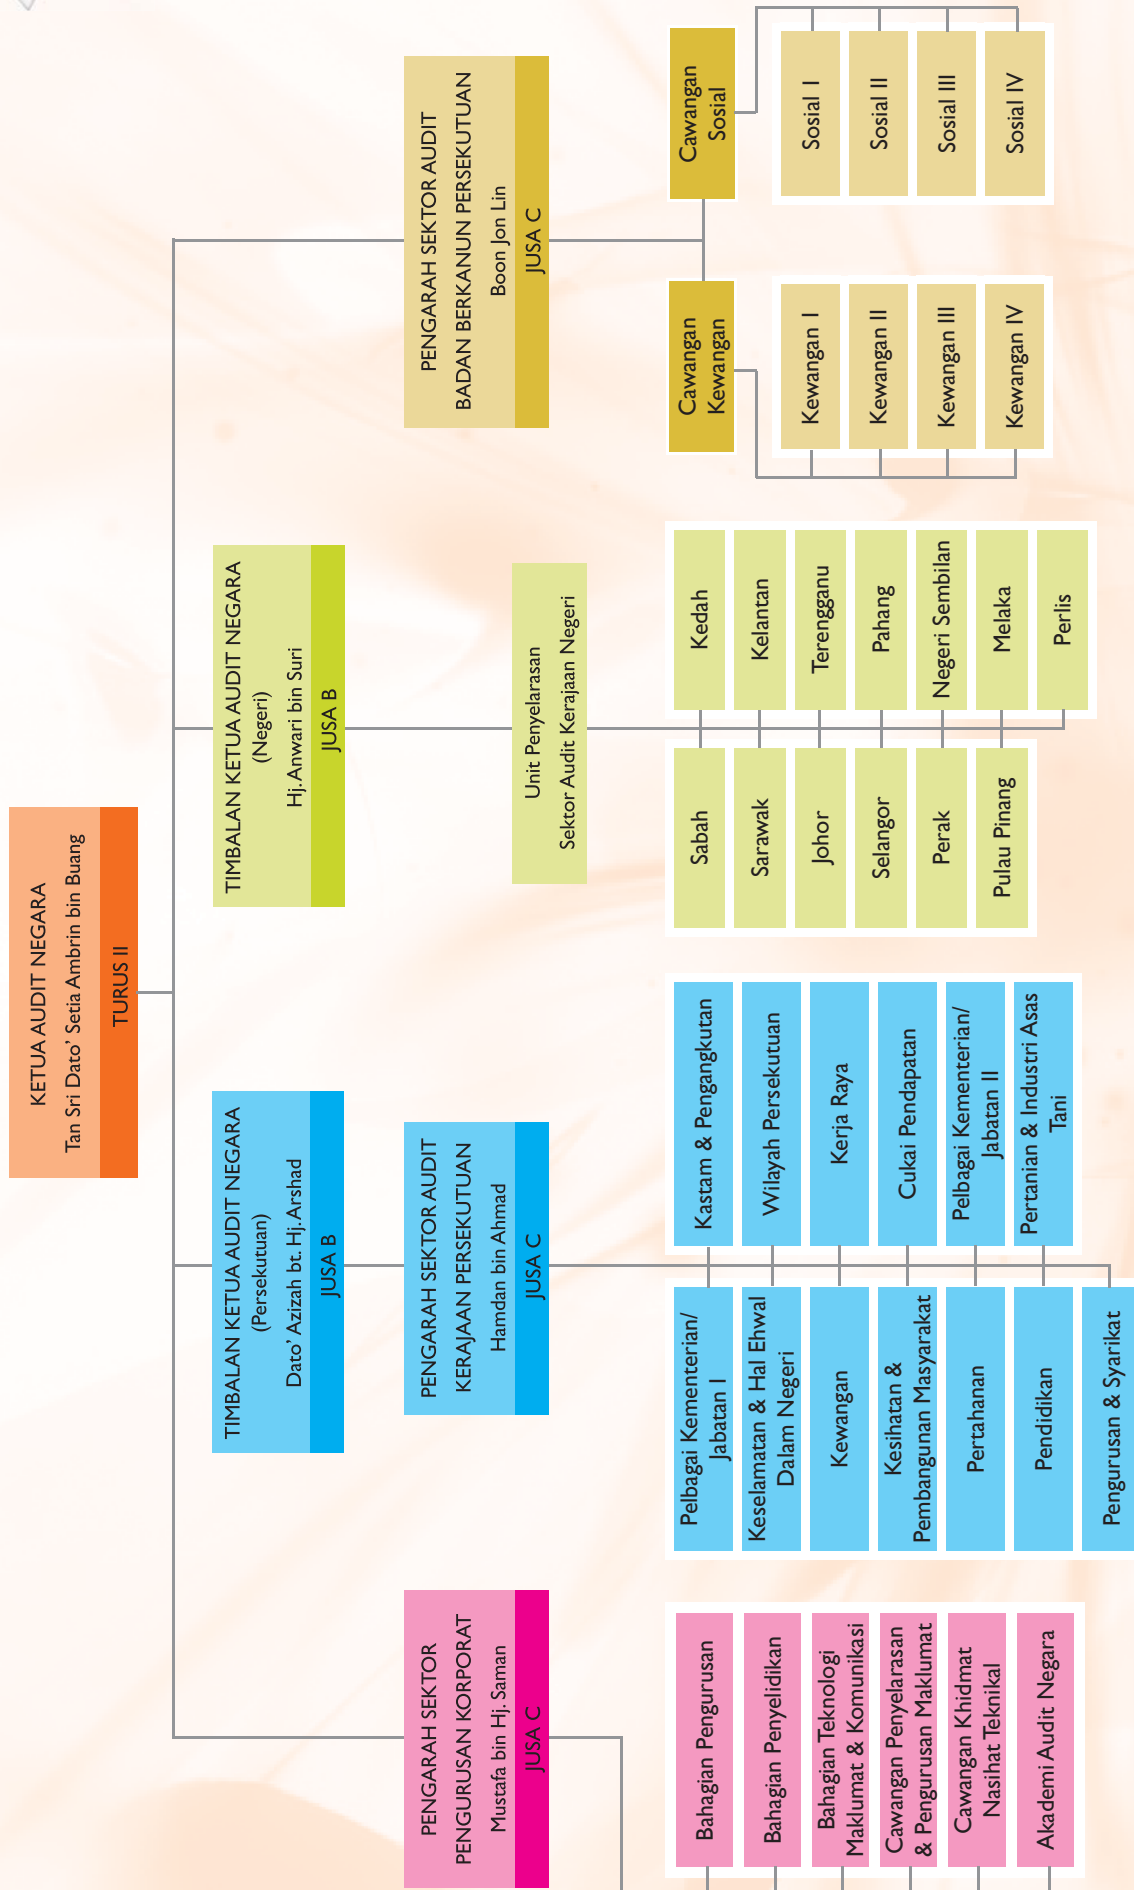 KETUA AUDIT NEGARA
Tan Sri Dato’ Setia Ambrin bin Buang
TURUS II
PENGARAH SEKTOR
PENGURUSAN KORPORAT
Mustafa bin Hj. Saman
JUSA C
Bahagian Pengurusan
Bahagian Penyelidikan
Bahagian Teknologi
Maklumat & Komunikasi
Cawangan Penyelarasan
& Pengurusan Maklumat
Cawangan Khidmat
Nasihat Teknikal
Akademi Audit Negara
TIMBALAN KETUA AUDIT NEGARA
(Persekutuan)
Dato’ Azizah bt. Hj. Arshad
JUSA B
PENGARAH SEKTOR AUDIT
KERAJAAN PERSEKUTUAN
Hamdan bin Ahmad
JUSA C
Pelbagai Kementerian/
Jabatan I
Keselamatan & Hal Ehwal
Dalam Negeri
Kewangan
Kesihatan &
Pembangunan Masyarakat
Pertahanan
Pendidikan
Pengurusan & Syarikat
Kastam & Pengangkutan
Wilayah Persekutuan
Kerja Raya
Cukai Pendapatan
Pelbagai Kementerian/
Jabatan II
Pertanian & Industri Asas
Tani
TIMBALAN KETUA AUDIT NEGARA
(Negeri)
Hj. Anwari bin Suri
JUSA B
Unit Penyelarasan
Sektor Audit Kerajaan Negeri
Sabah
Sarawak
Johor
Selangor
Perak
Pulau Pinang
Kedah
Kelantan
Terengganu
Pahang
Negeri Sembilan
Melaka
Perlis
PENGARAH SEKTOR AUDIT
BADAN BERKANUN PERSEKUTUAN
Boon Jon Lin
JUSA C
Cawangan
Kewangan
Kewangan I
Kewangan II
Kewangan III
Kewangan IV
Cawangan
Sosial
Sosial I
Sosial II
Sosial III
Sosial IV